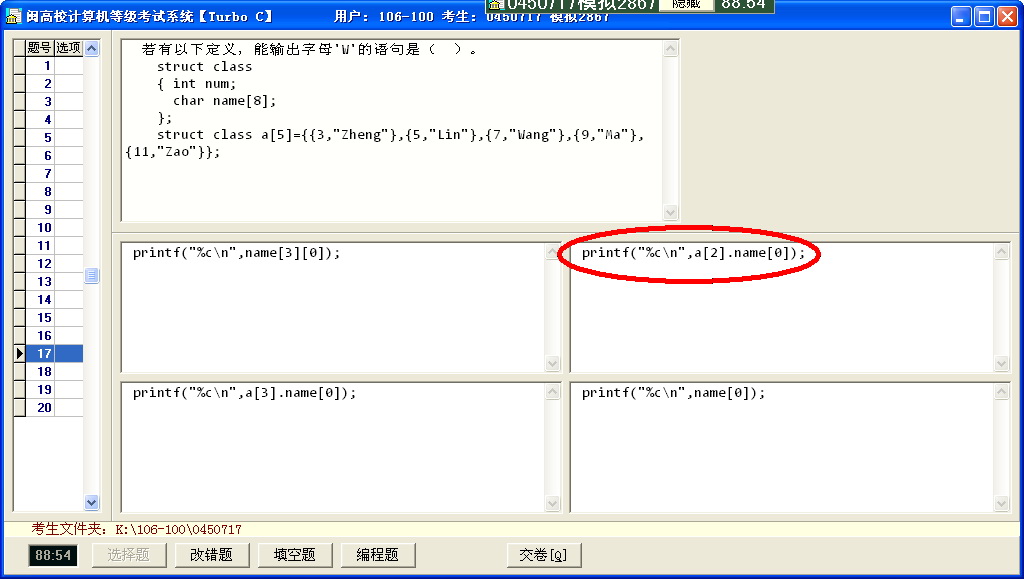 0450717模拟2867 隐藏 88:54
闽高校计算机等级考试系统【Turbo C】 用户: 106-100 考生: 0450717 模拟2867
题号 选项
1
2
3
4
5
6
7
8
9
10
11
12
13
14
15
16
17
18
19
20
若有以下定义, 能输出字母'W'的语句是（ ）。
struct class
{ int num;
char name[8];
};
struct class a[5]={{3,"Zheng"},{5,"Lin"},{7,"Wang"},{9,"Ma"},
{11,"Zao"}};
printf("%c\n",name[3][0]);
printf("%c\n",a[2].name[0]);
printf("%c\n",a[3].name[0]);
printf("%c\n",name[0]);
考生文件夹: K:\106-100\0450717
88:54 选择题 改错题 填空题 编程题 交卷[Q]